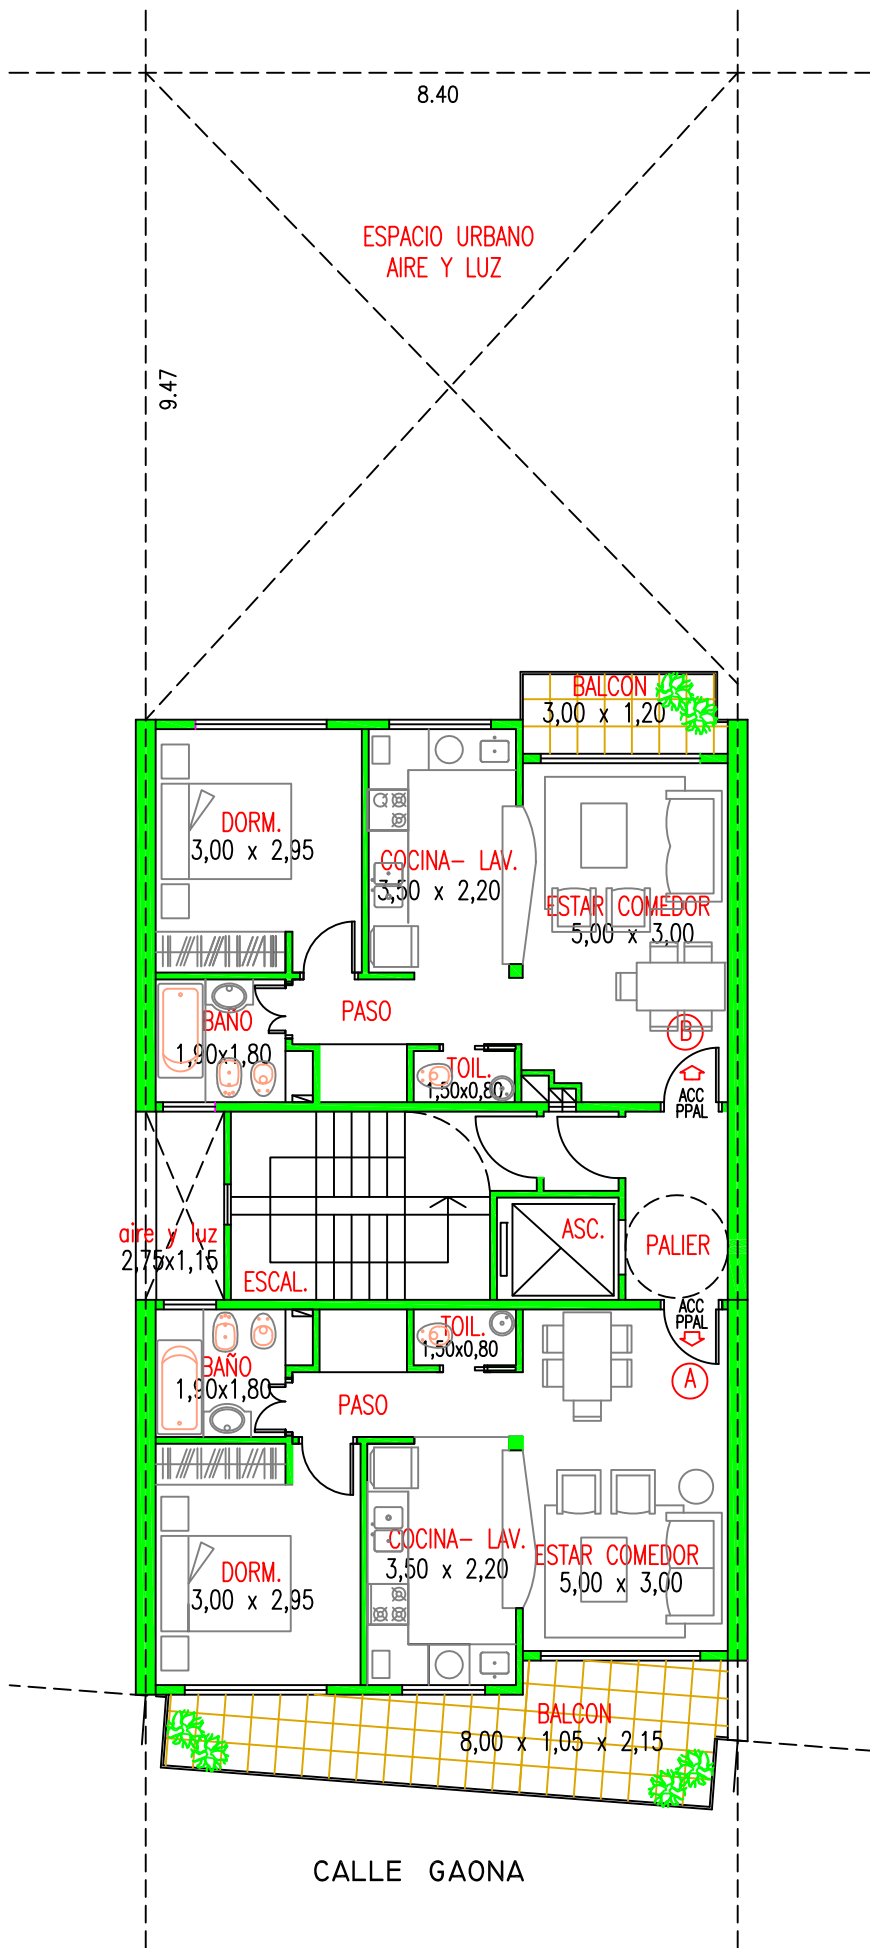 8.40
ESPACIO URBANO
AIRE Y LUZ
9.47
BALCON
3,00 x 1,20
DORM.
3,00 x 2,95
COCINA- LAV.
3,50 x 2,20
ESTAR COMEDOR
5,00 x 3,00
PASO
BAÑO
1,90x1,80
TOIL.
1,50x0,80
B
ACC
PPAL
aire y luz
2,75x1,15
ESCAL.
ASC.
PALIER
ACC
PPAL
A
TOIL.
1,50x0,80
BAÑO
1,90x1,80
PASO
COCINA- LAV.
3,50 x 2,20
ESTAR COMEDOR
5,00 x 3,00
DORM.
3,00 x 2,95
BALCON
8,00 x 1,05 x 2,15
CALLE GAONA